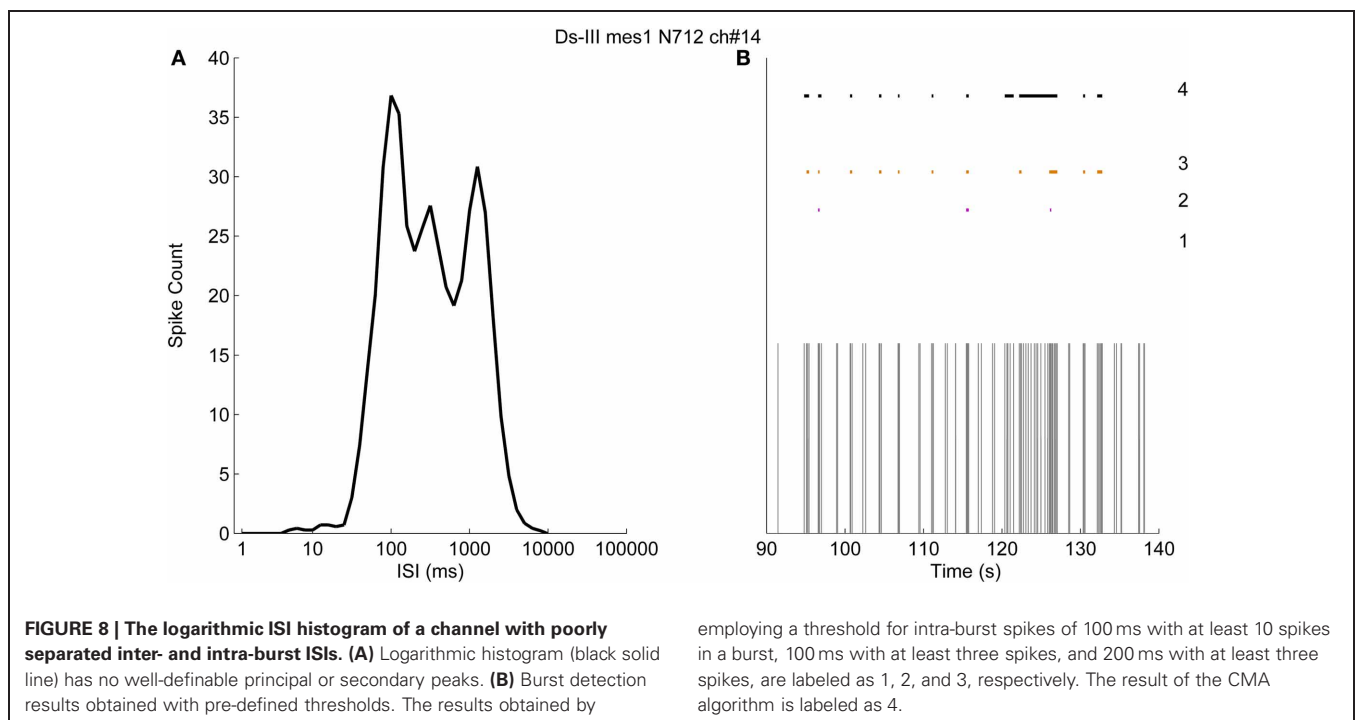 Ds-III mes1 N712 ch#14
A
40
35
30
25
20
15
10
5
0
Spike Count
1 10 100 1000 10000 100000
ISI (ms)
B
4
3
2
1
90 100 110 120 130 140
Time (s)
FIGURE 8 | The logarithmic ISI histogram of a channel with poorly
separated inter- and intra-burst ISIs. (A) Logarithmic histogram (black solid
line) has no well-definable principal or secondary peaks. (B) Burst detection
results obtained with pre-defined thresholds. The results obtained by
employing a threshold for intra-burst spikes of 100 ms with at least 10 spikes
in a burst, 100 ms with at least three spikes, and 200 ms with at least three
spikes, are labeled as 1, 2, and 3, respectively. The result of the CMA
algorithm is labeled as 4.